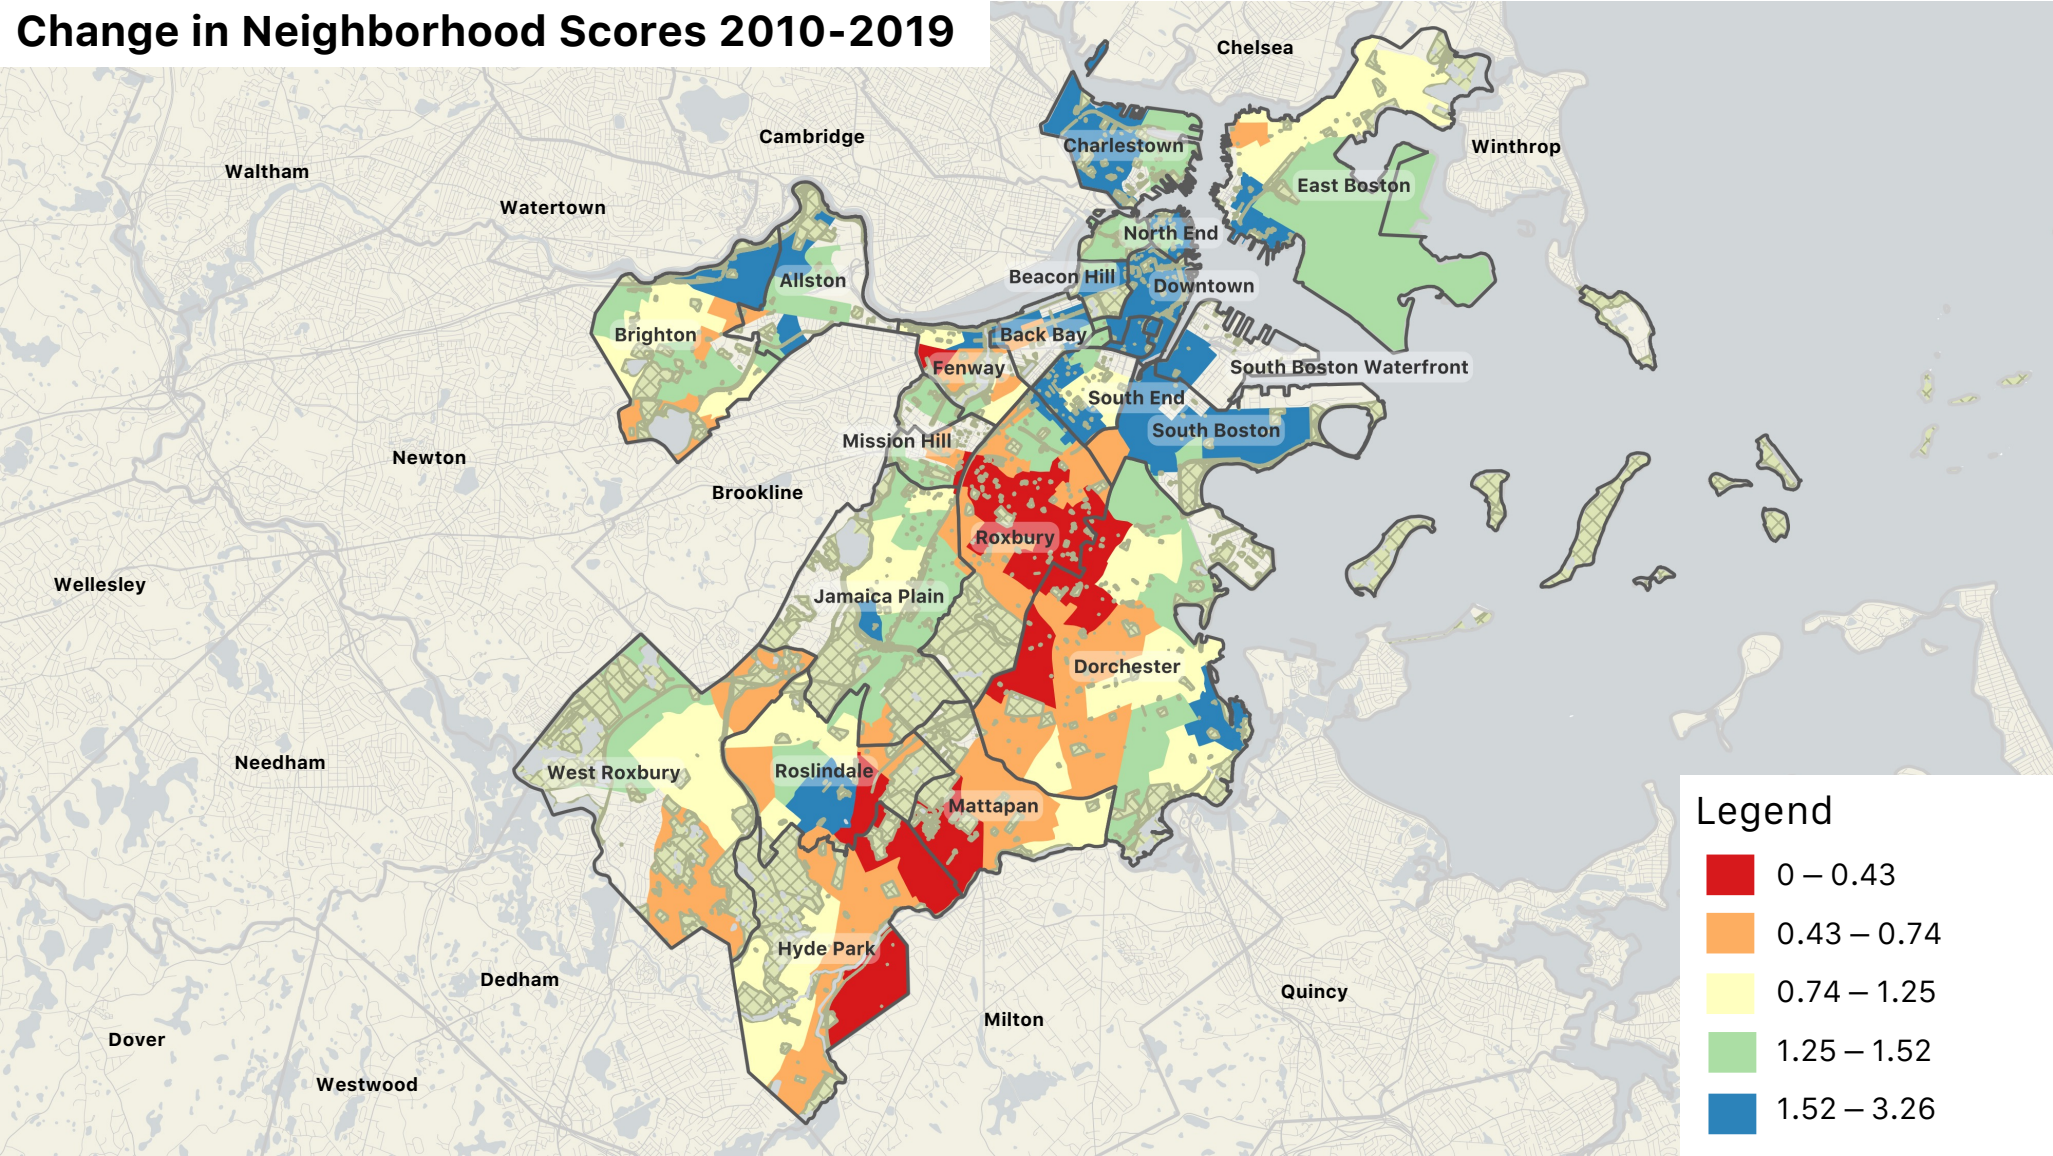 Change in Neighborhood Scores 2010-2019
Chelsea
Cambridge
Charlestown
Winthrop
Waltham
East Boston
Watertown
North End
Beacon Hill
Allston
Downtown
Brighton
Back Bay
Fenway
South Boston Waterfront
South End
South Boston
Mission Hill
Newton
Brookline
Roxbury
Wellesley
Jamaica Plain
Dorchester
Needham
West Roxbury
Roslindale
Mattapan
Hyde Park
Dedham
Quincy
Milton
Dover
Westwood
Legend
0 – 0.43
0.43 – 0.74
0.74 – 1.25
1.25 – 1.52
1.52 – 3.26